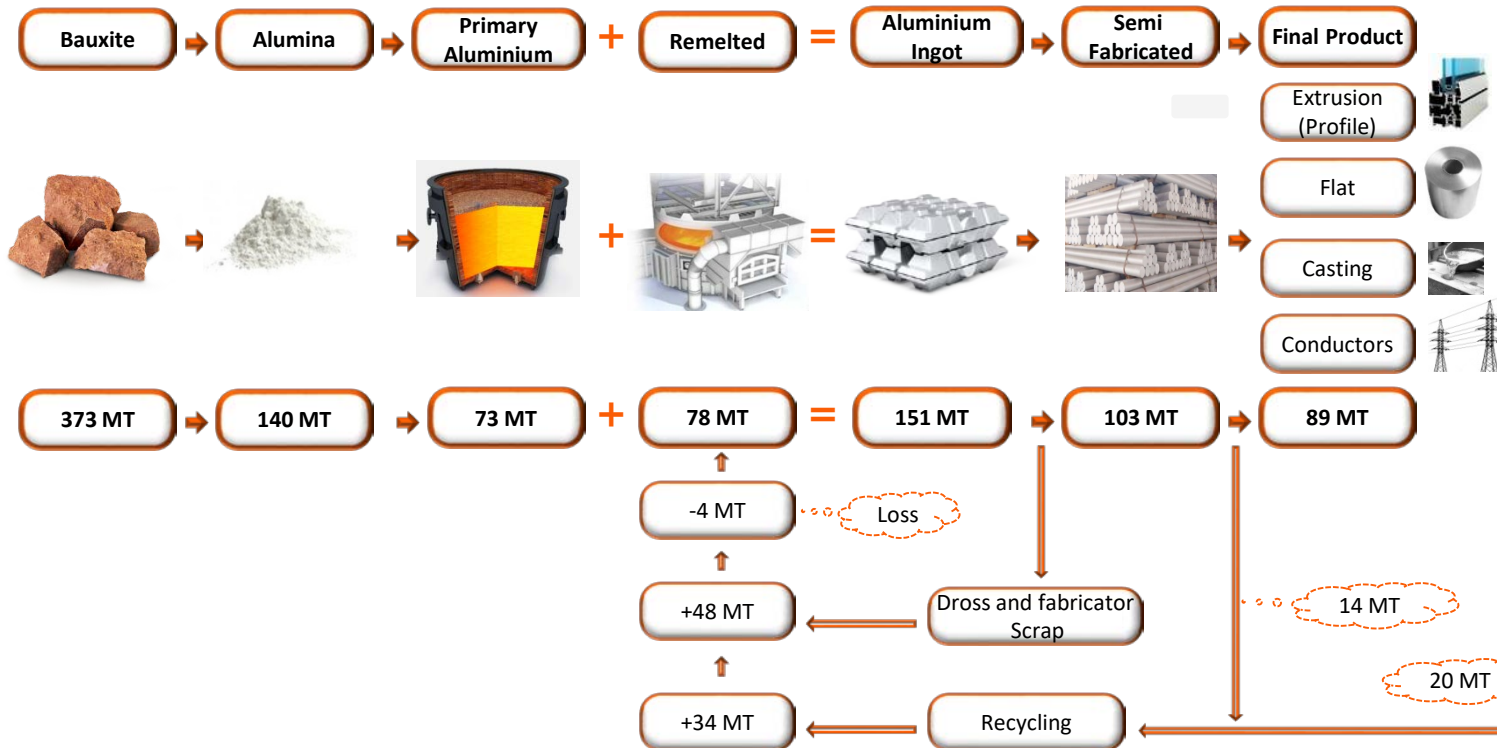 Bauxite
Alumina
Primary
Aluminium
+
Remelted
=
Aluminium
Ingot
Semi
Fabricated
Final Product
Extrusion
(Profile)
Flat
+
=
Casting
Conductors
373 MT
140 MT
73 MT
+
78 MT
=
151 MT
103 MT
89 MT
-4 MT
Loss
+48 MT
Dross and fabricator
Scrap
14 MT
20 MT
+34 MT
Recycling